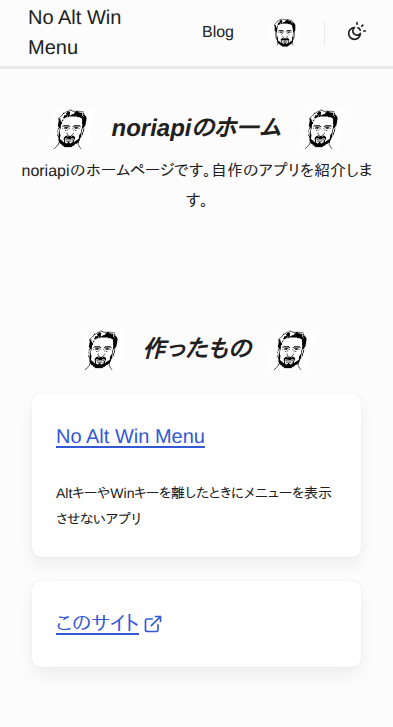 No Alt Win
Menu
Blog
noriapiのホーム
noriapiのホームページです。自作のアプリを紹介しま
す。
作ったもの
No Alt Win Menu
AltキーやWinキーを離したときにメニューを表示
させないアプリ
このサイト